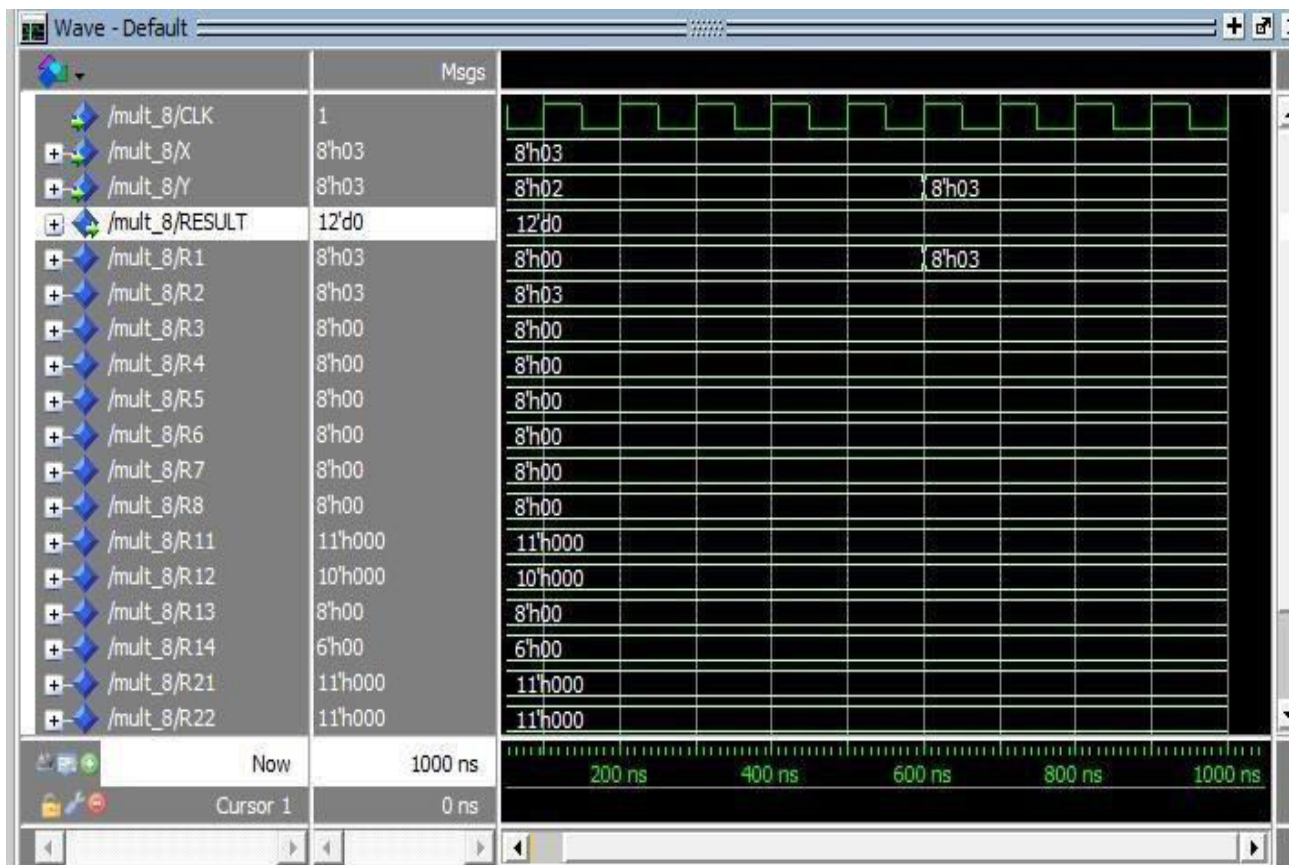 Wave - Default
Msgs
/mult_8/CLK 1
/mult_8/X 8'h03 8'h03
/mult_8/Y 8'h03 8'h02 8'h03
/mult_8/RESULT 12'd0 12'd0
/mult_8/R1 8'h03 8'h00 8'h03
/mult_8/R2 8'h03 8'h03
/mult_8/R3 8'h00 8'h00
/mult_8/R4 8'h00 8'h00
/mult_8/R5 8'h00 8'h00
/mult_8/R6 8'h00 8'h00
/mult_8/R7 8'h00 8'h00
/mult_8/R8 8'h00 8'h00
/mult_8/R11 11'h000 11'h000
/mult_8/R12 10'h000 10'h000
/mult_8/R13 8'h00 8'h00
/mult_8/R14 6'h00 6'h00
/mult_8/R21 11'h000 11'h000
/mult_8/R22 11'h000 11'h000
Now 1000 ns 200 ns 400 ns 600 ns 800 ns 1000 ns
Cursor 1 0 ns